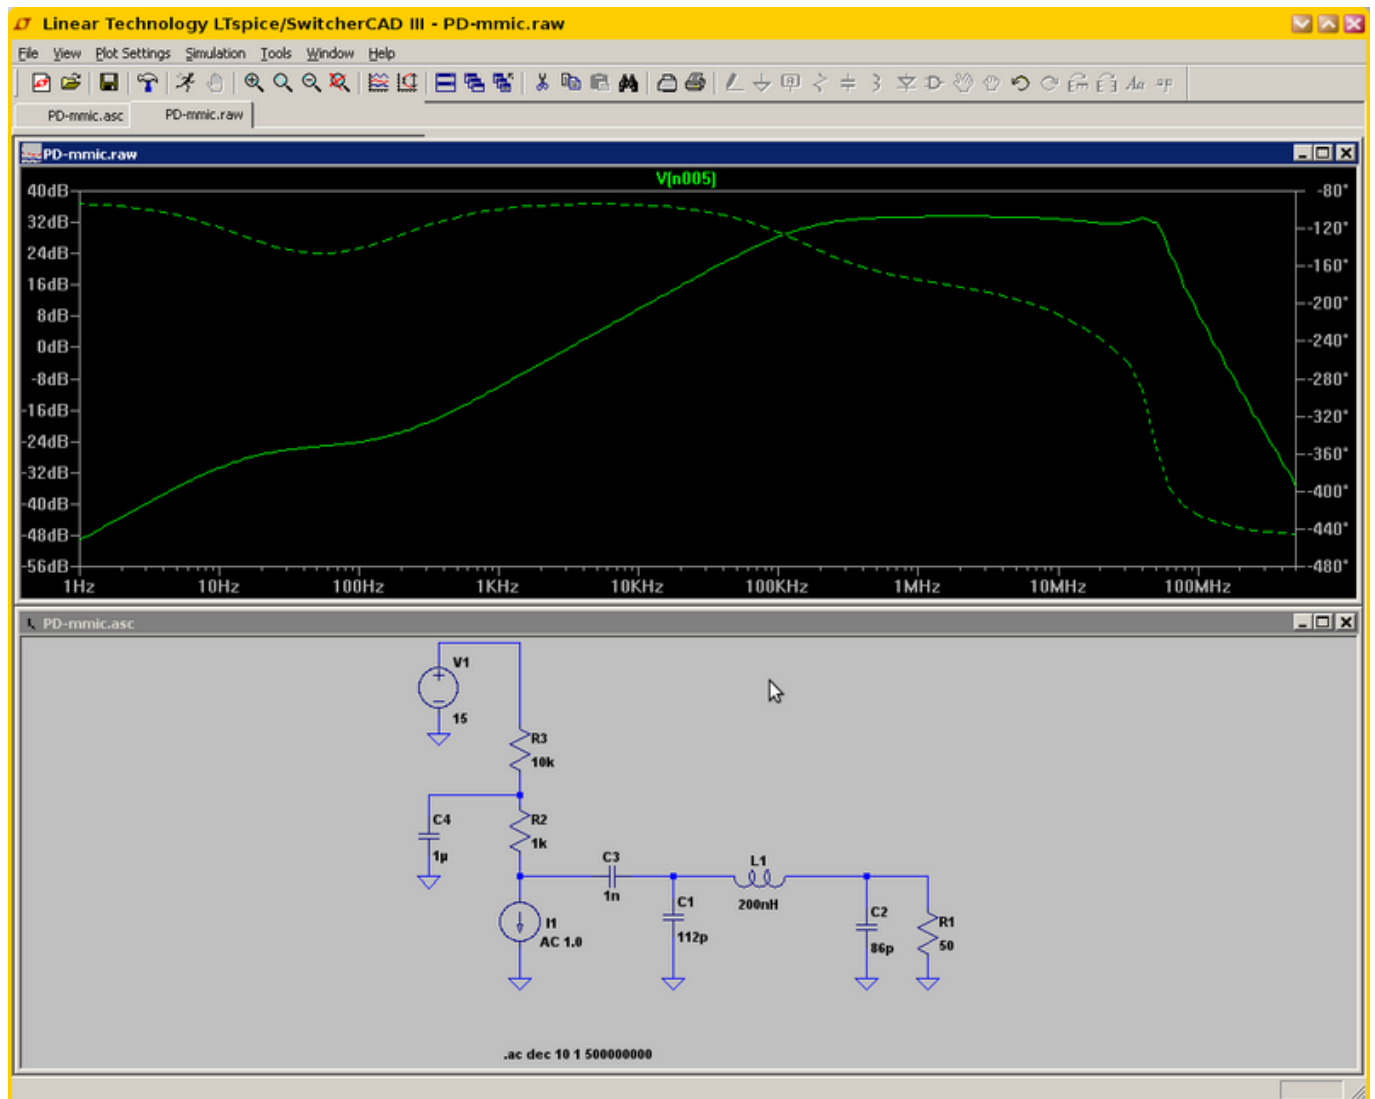 Linear Technology LTspice/SwitcherCAD III - PD-mmic.raw
File View Plot Settings Simulation Tools Window Help
PD-mmic.asc PD-mmic.raw
PD-mmic.raw
V(n005)
40dB -80°
32dB -120°
24dB -160°
16dB -200°
8dB -240°
0dB -280°
-8dB -320°
-16dB -360°
-24dB -400°
-32dB -440°
-40dB -480°
-48dB
-56dB
1Hz 10Hz 100Hz 1KHz 10KHz 100KHz 1MHz 10MHz 100MHz
PD-mmic.asc
V1
15
R3
10k
C4
1µ
R2
1k
C3
1n
L1
200nH
C1
112p
I1
AC 1.0
C2
86p
R1
50
.ac dec 10 1 500000000